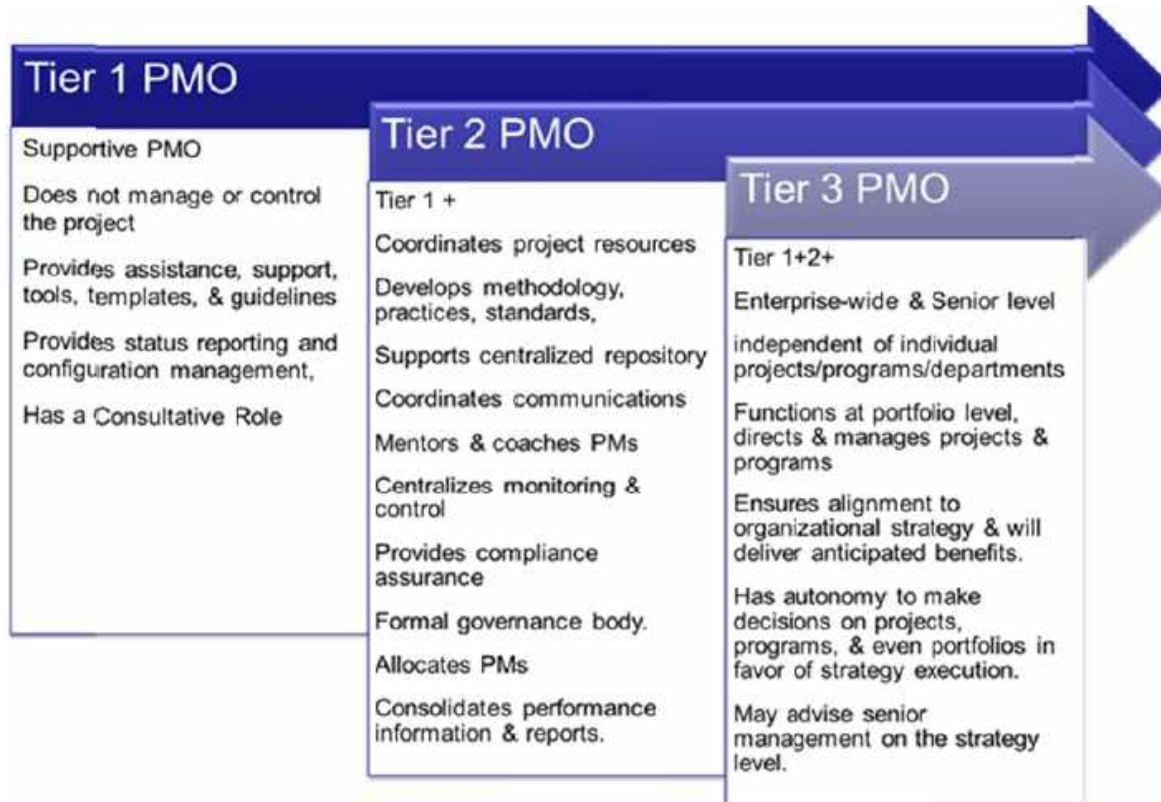 Tier 1 PMO
Supportive PMO
Does not manage or control
the project
Provides assistance, support,
tools, templates, & guidelines
Provides status reporting and
configuration management,
Has a Consultative Role
Tier 2 PMO
Tier 1 +
Coordinates project resources
Develops methodology,
practices, standards,
Supports centralized repository
Coordinates communications
Mentors & coaches PMs
Centralizes monitoring &
control
Provides compliance
assurance
Formal governance body.
Allocates PMs
Consolidates performance
information & reports.
Tier 3 PMO
Tier 1+2+
Enterprise-wide & Senior level
independent of individual
projects/programs/departments
Functions at portfolio level,
directs & manages projects &
programs
Ensures alignment to
organizational strategy & will
deliver anticipated benefits.
Has autonomy to make
decisions on projects,
programs, & even portfolios in
favor of strategy execution.
May advise senior
management on the strategy
level.